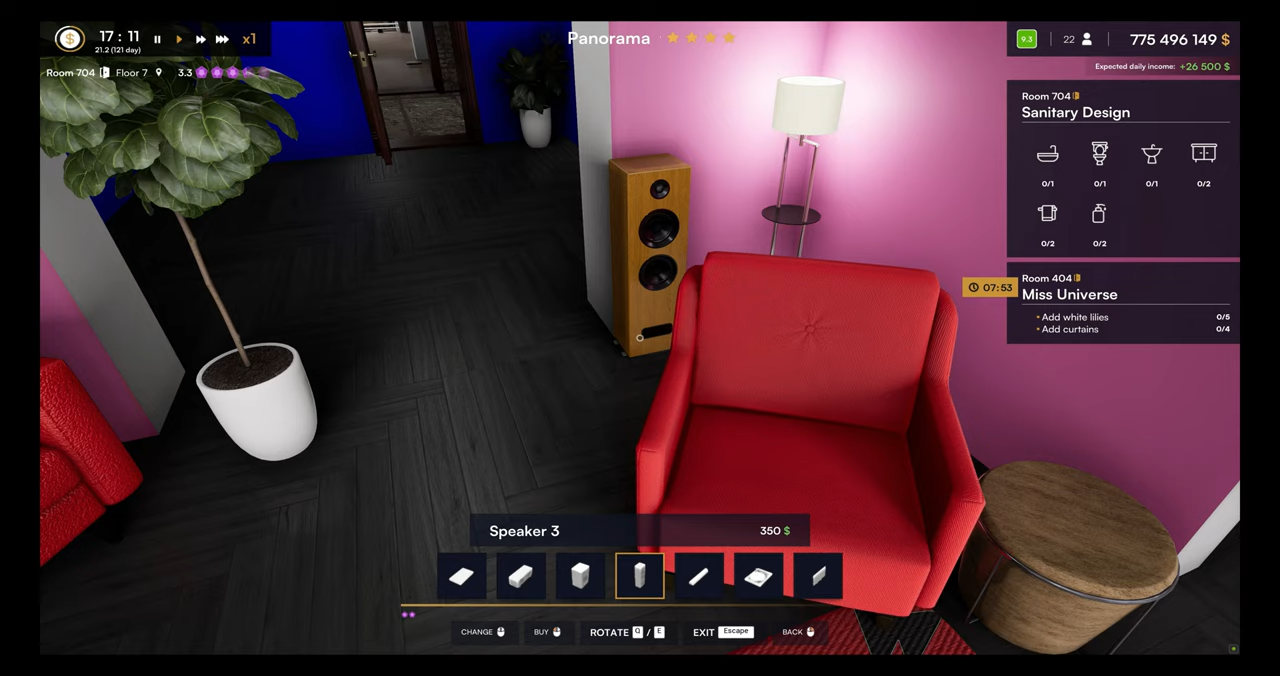 17 : 11
x1
21.2 (121 day)
Room 704
Floor 7
3.3
Panorama
9.3
22
775 496 149 $
Expected daily income: +26 500 $
Room 704
Sanitary Design
0/1
0/1
0/1
0/2
0/2
0/2
07:53
Room 404
Miss Universe
Add white lilies 0/5
Add curtains 0/4
Speaker 3 350 $
CHANGE
BUY
ROTATE Q / E
EXIT Escape
BACK